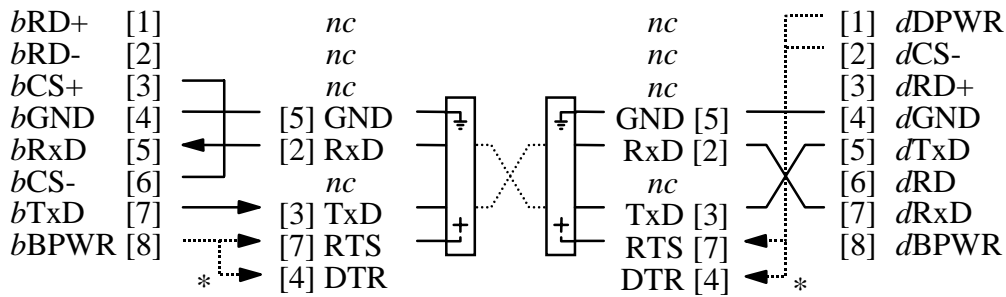 bRD+ [1] nc nc [1] dDPWR
bRD- [2] nc nc [2] dCS-
bCS+ [3] nc nc [3] dRD+
bGND [4] [5] GND GND [5] [4] dGND
bRxD [5] [2] RxD RxD [2] [5] dTxD
bCS- [6] nc nc [6] dRD
bTxD [7] [3] TxD + + TxD [3] [7] dRxD
bBPWR [8] [7] RTS RTS [7] [8] dBPWR
* [4] DTR DTR [4] *